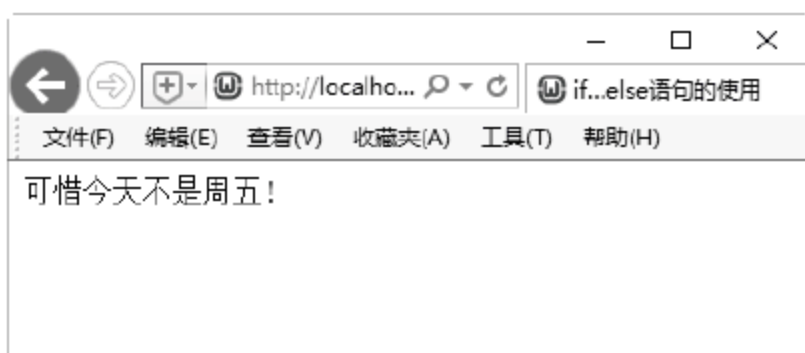 http://localho... if...else语句的使用
文件(F) 编辑(E) 查看(V) 收藏夹(A) 工具(T) 帮助(H)
可惜今天不是周五!